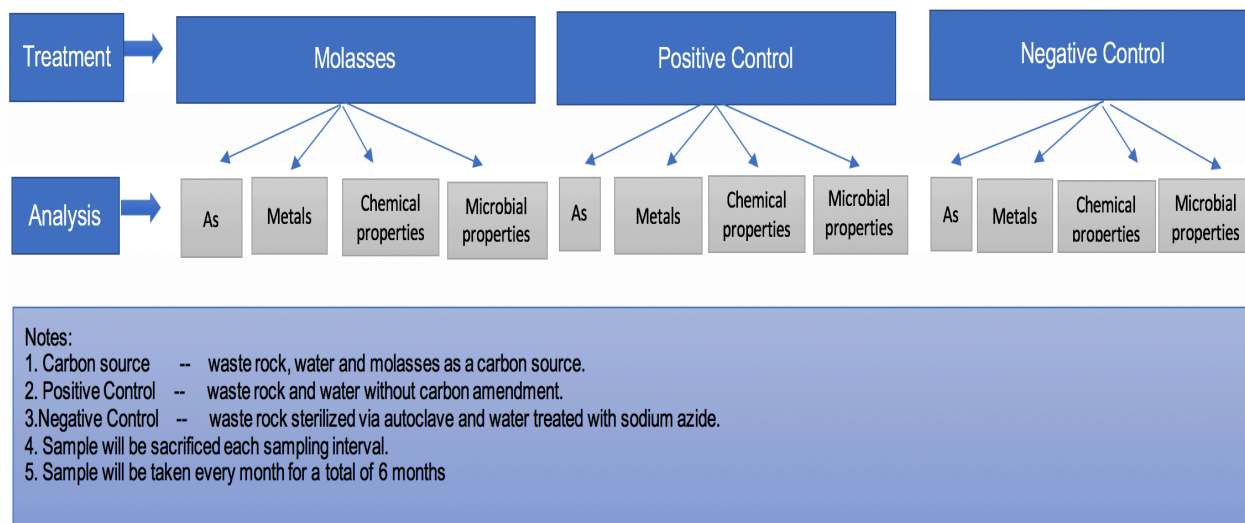 Treatment
Molasses
Positive Control
Negative Control
Analysis
As
Metals
Chemical
properties
Microbial
properties
As
Metals
Chemical
properties
Microbial
properties
As
Metals
Chemical
properties
Microbial
properties
Notes:
1. Carbon source -- waste rock, water and molasses as a carbon source.
2. Positive Control -- waste rock and water without carbon amendment.
3.Negative Control -- waste rock sterilized via autoclave and water treated with sodium azide.
4. Sample will be sacrificed each sampling interval.
5. Sample will be taken every month for a total of 6 months